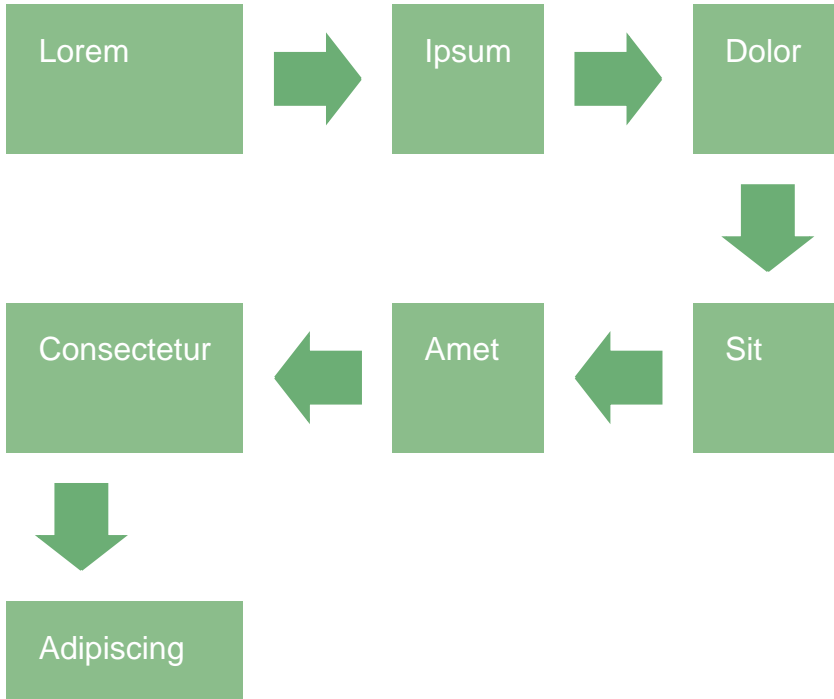 Lorem
Ipsum
Dolor
Sit
Amet
Consectetur
Adipiscing